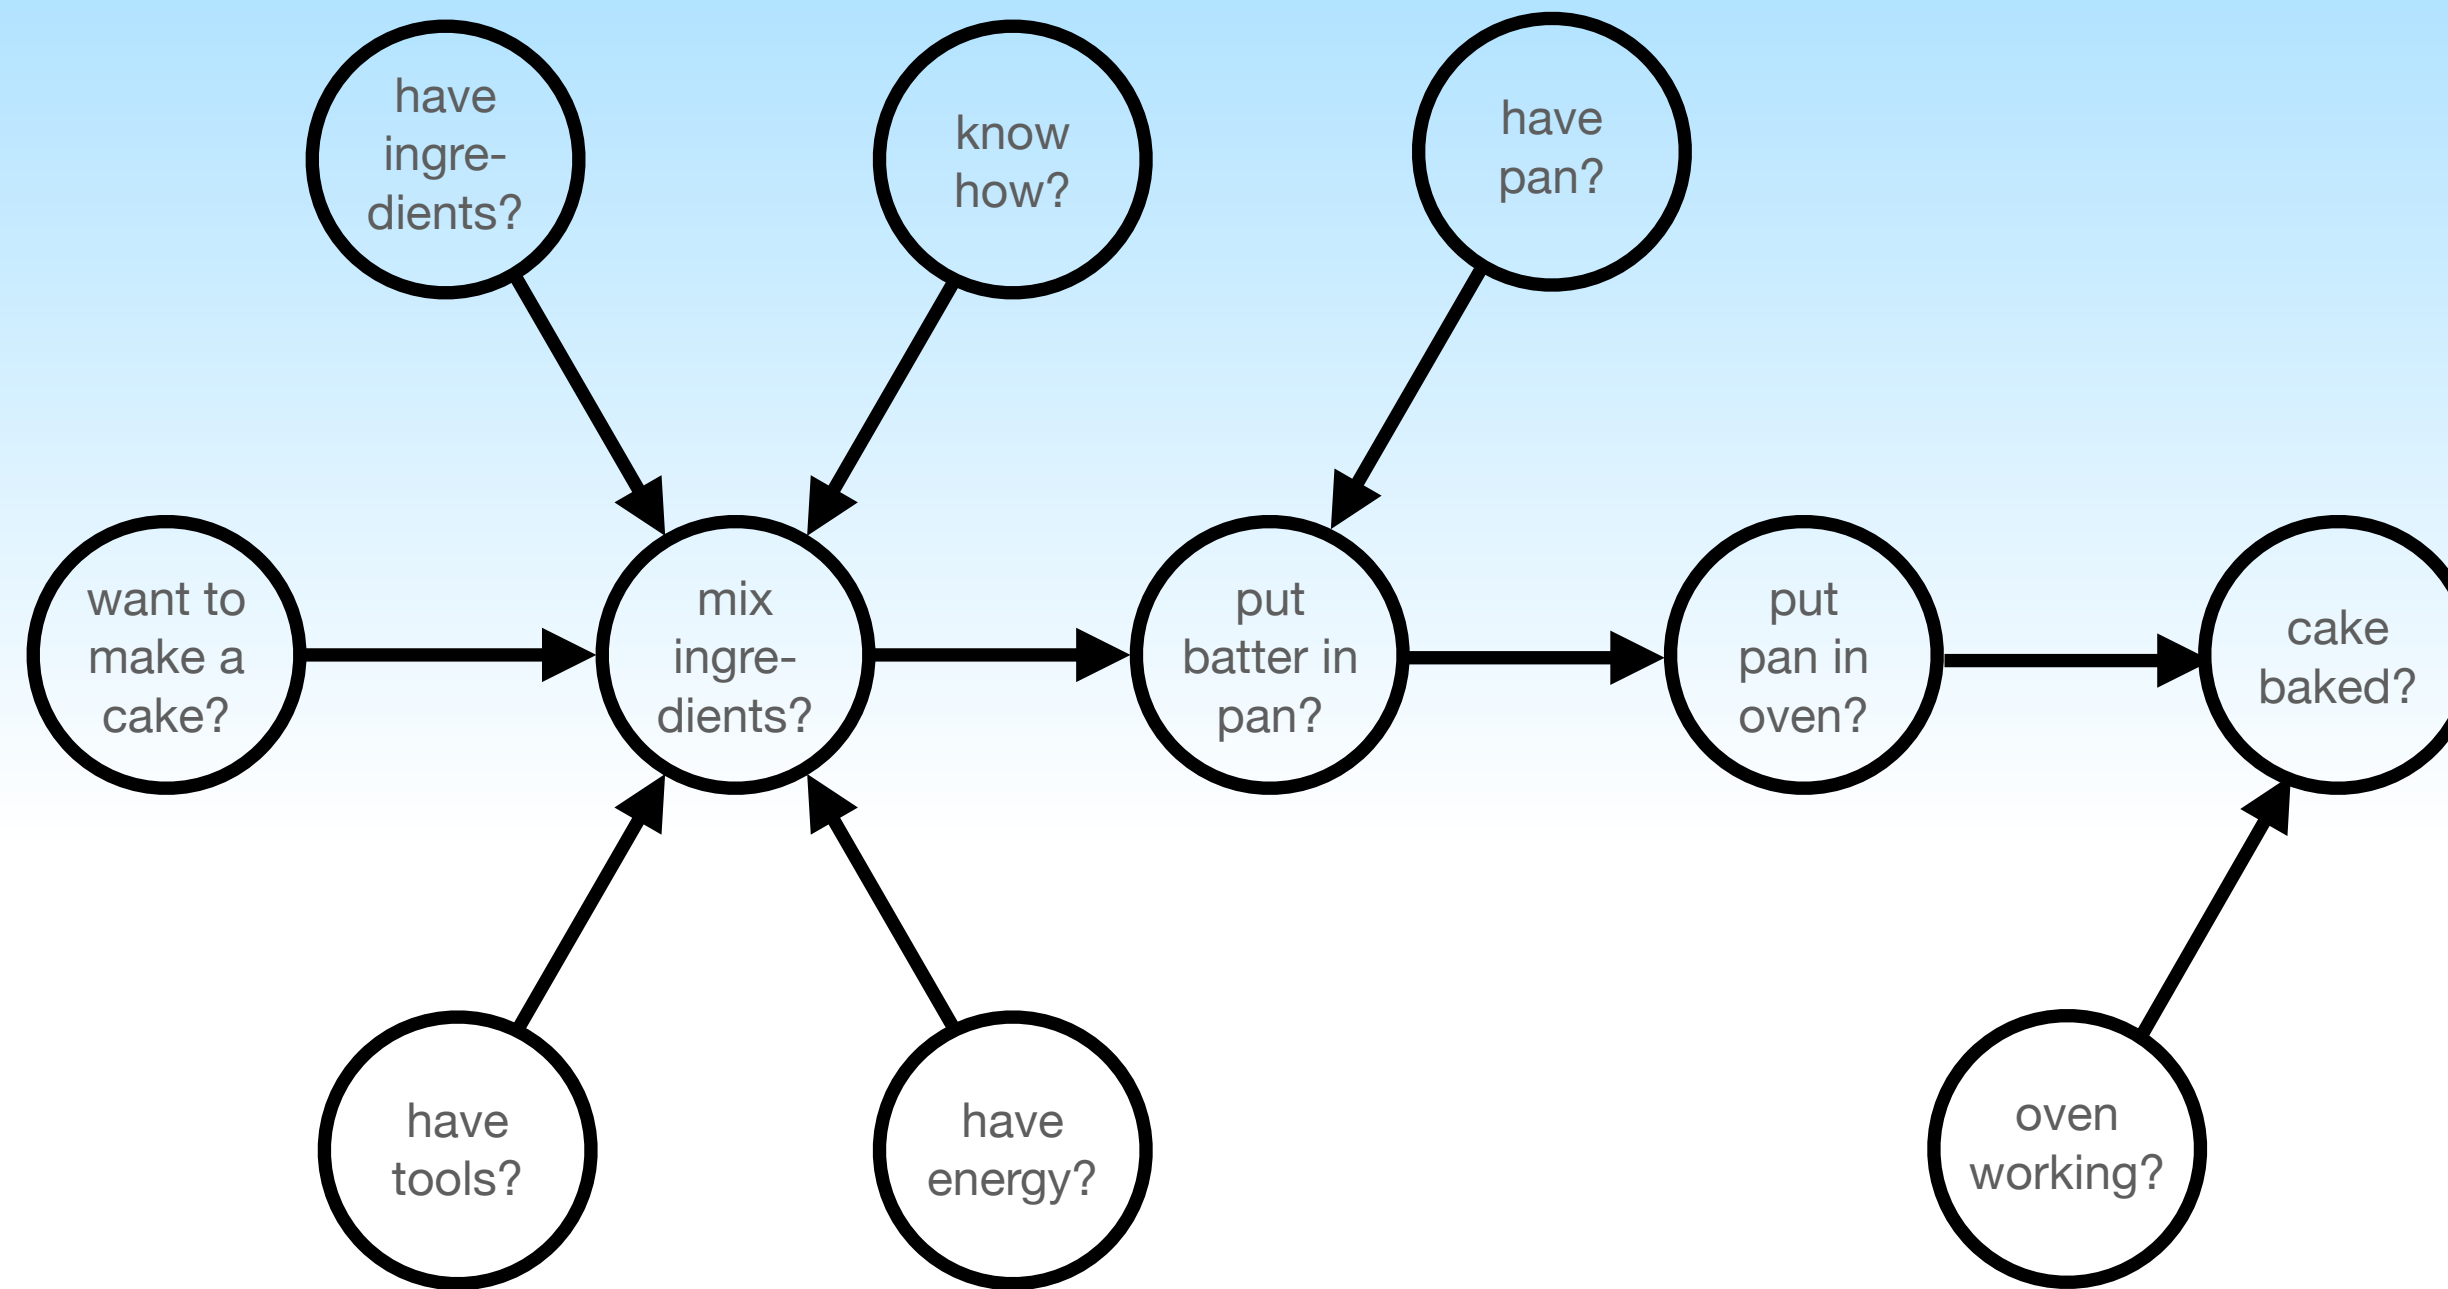 have
ingre-
dients?
know
how?
have
pan?
want to
make a
cake?
mix
ingre-
dients?
put
batter in
pan?
put
pan in
oven?
cake
baked?
have
tools?
have
energy?
oven
working?